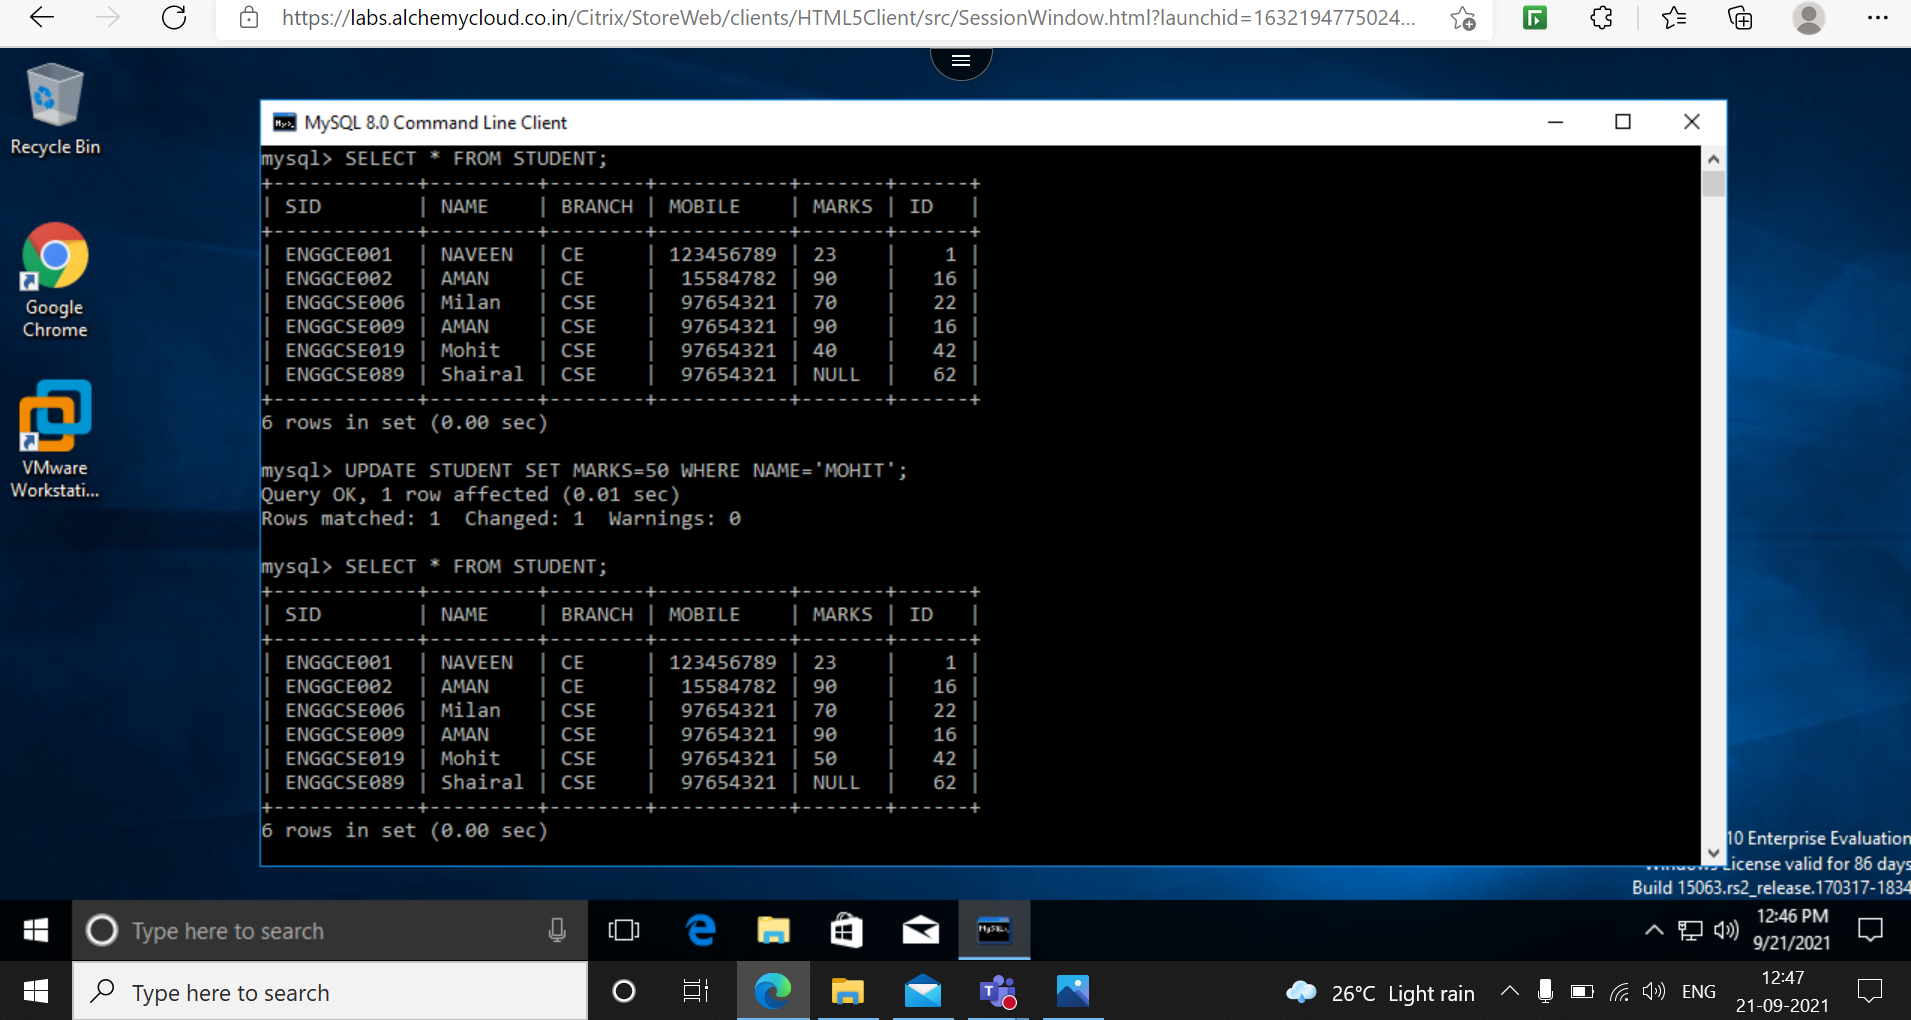 https://labs.alchemycloud.co.in/Citrix/StoreWeb/clients/HTML5Client/src/SessionWindow.html?launchid=1632194775024...
Recycle Bin
Google
Chrome
VMware
Workstati...
MySQL 8.0 Command Line Client
mysql> SELECT * FROM STUDENT;
+------------+---------+--------+-----------+-------+------+
| SID | NAME | BRANCH | MOBILE | MARKS | ID |
+------------+---------+--------+-----------+-------+------+
| ENGGCE001 | NAVEEN | CE | 123456789 | 23 | 1 |
| ENGGCE002 | AMAN | CE | 15584782 | 90 | 16 |
| ENGGCSE006 | Milan | CSE | 97654321 | 70 | 22 |
| ENGGCSE009 | AMAN | CSE | 97654321 | 90 | 16 |
| ENGGCSE019 | Mohit | CSE | 97654321 | 40 | 42 |
| ENGGCSE089 | Shairal | CSE | 97654321 | NULL | 62 |
+------------+---------+--------+-----------+-------+------+
6 rows in set (0.00 sec)
mysql> UPDATE STUDENT SET MARKS=50 WHERE NAME='MOHIT';
Query OK, 1 row affected (0.01 sec)
Rows matched: 1 Changed: 1 Warnings: 0
mysql> SELECT * FROM STUDENT;
+------------+---------+--------+-----------+-------+------+
| SID | NAME | BRANCH | MOBILE | MARKS | ID |
+------------+---------+--------+-----------+-------+------+
| ENGGCE001 | NAVEEN | CE | 123456789 | 23 | 1 |
| ENGGCE002 | AMAN | CE | 15584782 | 90 | 16 |
| ENGGCSE006 | Milan | CSE | 97654321 | 70 | 22 |
| ENGGCSE009 | AMAN | CSE | 97654321 | 90 | 16 |
| ENGGCSE019 | Mohit | CSE | 97654321 | 50 | 42 |
| ENGGCSE089 | Shairal | CSE | 97654321 | NULL | 62 |
+------------+---------+--------+-----------+-------+------+
6 rows in set (0.00 sec)
10 Enterprise Evaluation
Windows License valid for 86 days
Build 15063.rs2_release.170317-1834
Type here to search
12:46 PM
9/21/2021
Type here to search
26°C Light rain
ENG
12:47
21-09-2021